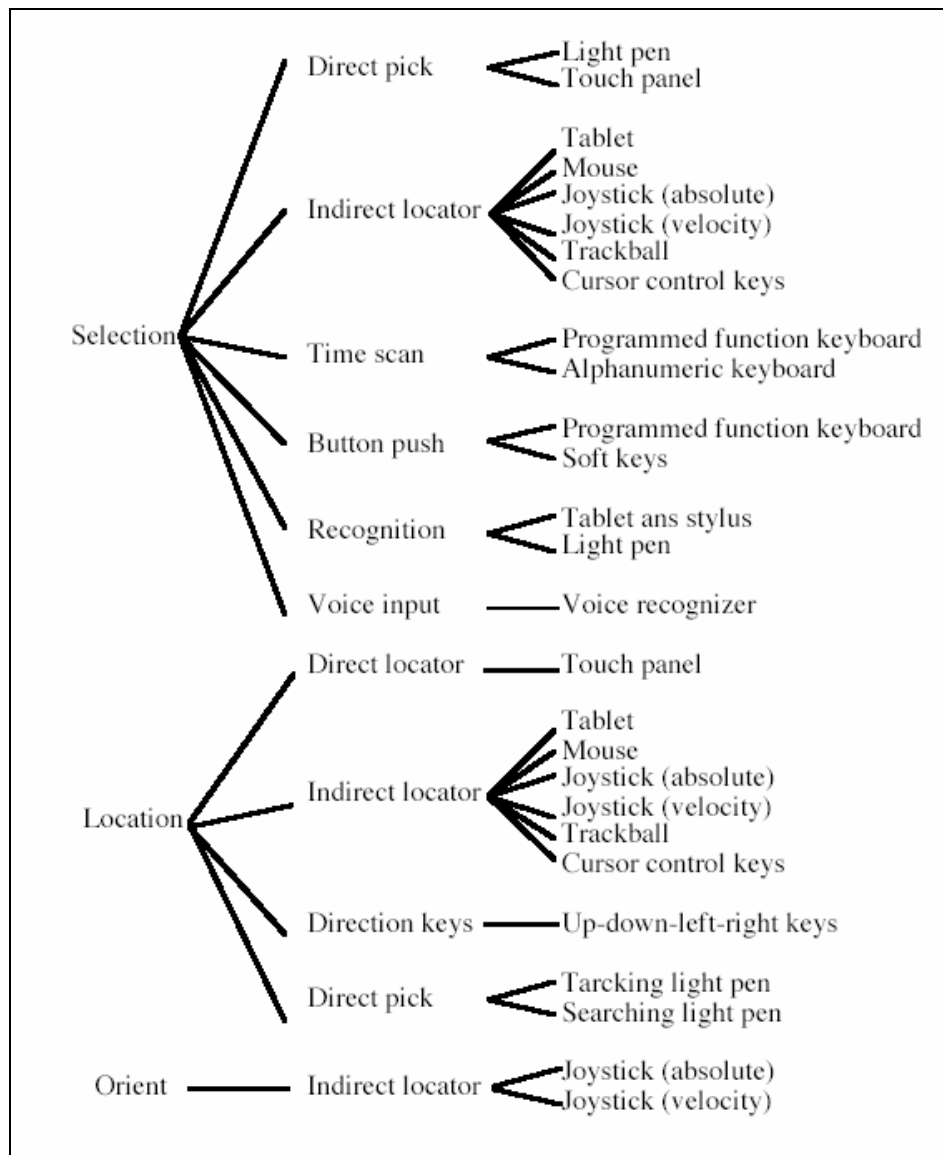 Direct pick
Light pen
Touch panel
Indirect locator
Tablet
Mouse
Joystick (absolute)
Joystick (velocity)
Trackball
Cursor control keys
Selection
Time scan
Programmed function keyboard
Alphanumeric keyboard
Button push
Programmed function keyboard
Soft keys
Recognition
Tablet ans stylus
Light pen
Voice input
Voice recognizer
Direct locator
Touch panel
Indirect locator
Tablet
Mouse
Joystick (absolute)
Joystick (velocity)
Trackball
Cursor control keys
Location
Direction keys
Up-down-left-right keys
Direct pick
Tarcking light pen
Searching light pen
Orient
Indirect locator
Joystick (absolute)
Joystick (velocity)